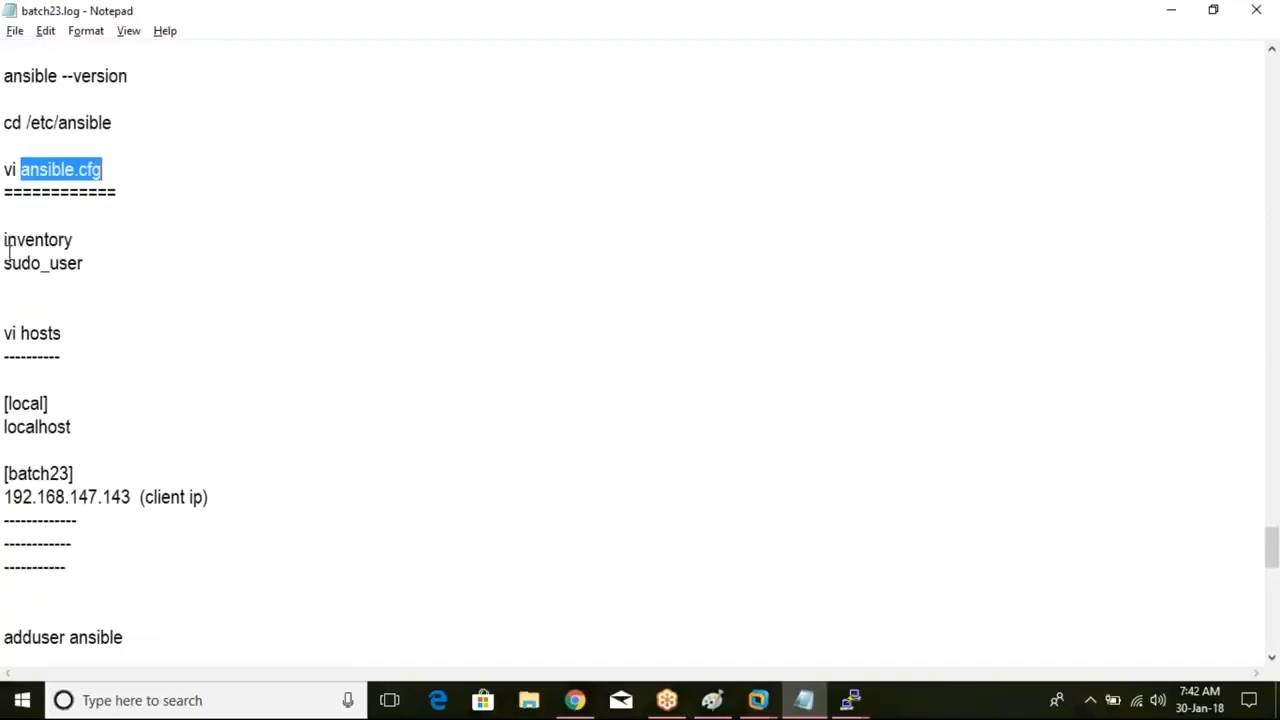 batch23.log - Notepad
File Edit Format View Help
ansible --version
cd /etc/ansible
vi ansible.cfg
============
inventory
sudo_user
vi hosts
----------
[local]
localhost
[batch23]
192.168.147.143 (client ip)
-------------
------------
-----------
adduser ansible
Type here to search
7:42 AM
30-Jan-18